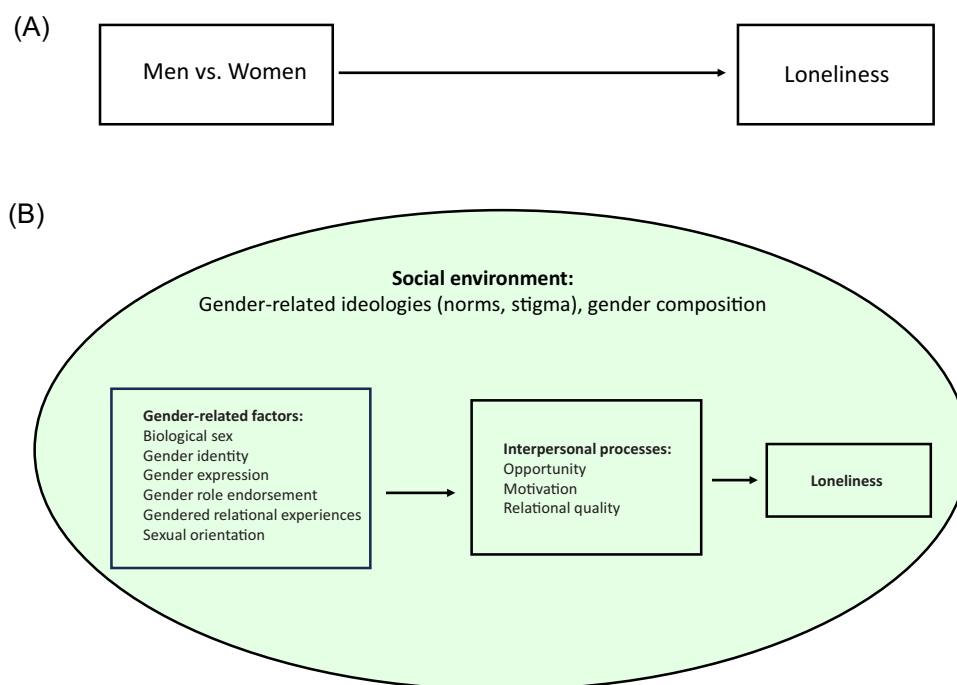 (A)
Men vs. Women
Loneliness
(B)
Social environment:
Gender-related ideologies (norms, stigma), gender composition
Gender-related factors:
Biological sex
Gender identity
Gender expression
Gender role endorsement
Gendered relational experiences
Sexual orientation
Interpersonal processes:
Opportunity
Motivation
Relational quality
Loneliness